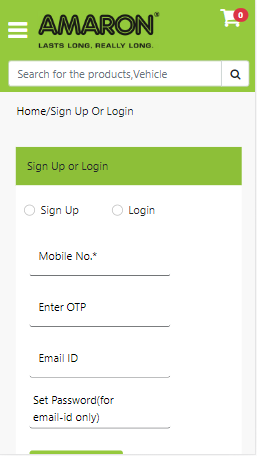 AMARON®
LASTS LONG. REALLY LONG.
0
Search for the products,Vehicle
Home/Sign Up Or Login
Sign Up or Login
Sign Up
Login
Mobile No.*
Enter OTP
Email ID
Set Password(for
email-id only)